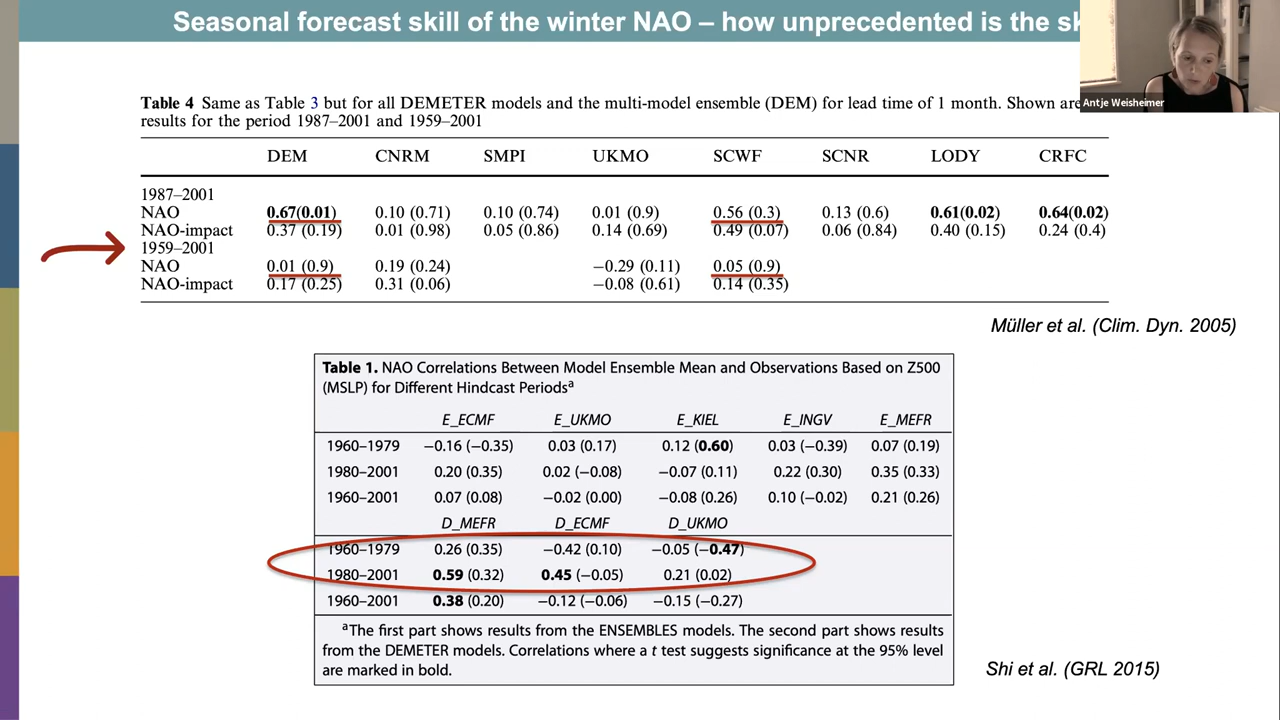 Seasonal forecast skill of the winter NAO – how unprecedented is the sk
Antje Weisheimer
Table 4 Same as Table 3 but for all DEMETER models and the multi-model ensemble (DEM) for lead time of 1 month. Shown are
results for the period 1987–2001 and 1959–2001
DEM CNRM SMPI UKMO SCWF SCNR LODY CRFC
1987–2001
NAO 0.67(0.01) 0.10 (0.71) 0.10 (0.74) 0.01 (0.9) 0.56 (0.3) 0.13 (0.6) 0.61(0.02) 0.64(0.02)
NAO-impact 0.37 (0.19) 0.01 (0.98) 0.05 (0.86) 0.14 (0.69) 0.49 (0.07) 0.06 (0.84) 0.40 (0.15) 0.24 (0.4)
1959–2001
NAO 0.01 (0.9) 0.19 (0.24) −0.29 (0.11) 0.05 (0.9)
NAO-impact 0.17 (0.25) 0.31 (0.06) −0.08 (0.61) 0.14 (0.35)
Müller et al. (Clim. Dyn. 2005)
Table 1. NAO Correlations Between Model Ensemble Mean and Observations Based on Z500
(MSLP) for Different Hindcast Periodsa
E_ECMF E_UKMO E_KIEL E_INGV E_MEFR
1960–1979 −0.16 (−0.35) 0.03 (0.17) 0.12 (0.60) 0.03 (−0.39) 0.07 (0.19)
1980–2001 0.20 (0.35) 0.02 (−0.08) −0.07 (0.11) 0.22 (0.30) 0.35 (0.33)
1960–2001 0.07 (0.08) −0.02 (0.00) −0.08 (0.26) 0.10 (−0.02) 0.21 (0.26)
D_MEFR D_ECMF D_UKMO
1960–1979 0.26 (0.35) −0.42 (0.10) −0.05 (−0.47)
1980–2001 0.59 (0.32) 0.45 (−0.05) 0.21 (0.02)
1960–2001 0.38 (0.20) −0.12 (−0.06) −0.15 (−0.27)
aThe first part shows results from the ENSEMBLES models. The second part shows results
from the DEMETER models. Correlations where a t test suggests significance at the 95% level
are marked in bold.
Shi et al. (GRL 2015)